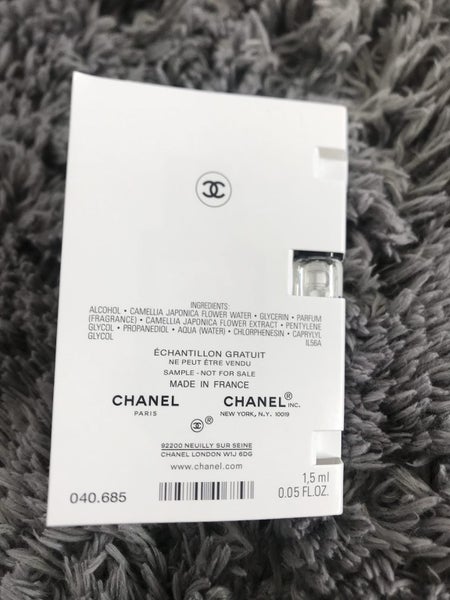 INGREDIENTS:
ALCOHOL • CAMELLIA JAPONICA FLOWER WATER • GLYCERIN • PARFUM
(FRAGRANCE) • CAMELLIA JAPONICA FLOWER EXTRACT • PENTYLENE
GLYCOL • PROPANEDIOL • AQUA (WATER) • CHLORPHENESIN • CAPRYLYL
GLYCOL IL56A
ÉCHANTILLON GRATUIT
NE PEUT ÊTRE VENDU
SAMPLE - NOT FOR SALE
MADE IN FRANCE
CHANEL CHANEL® INC.
PARIS NEW YORK, N.Y. 10019
®
92200 NEUILLY SUR SEINE
CHANEL LONDON W1J 6DG
www.chanel.com
040.685
1,5 ml
0.05 FL.OZ.